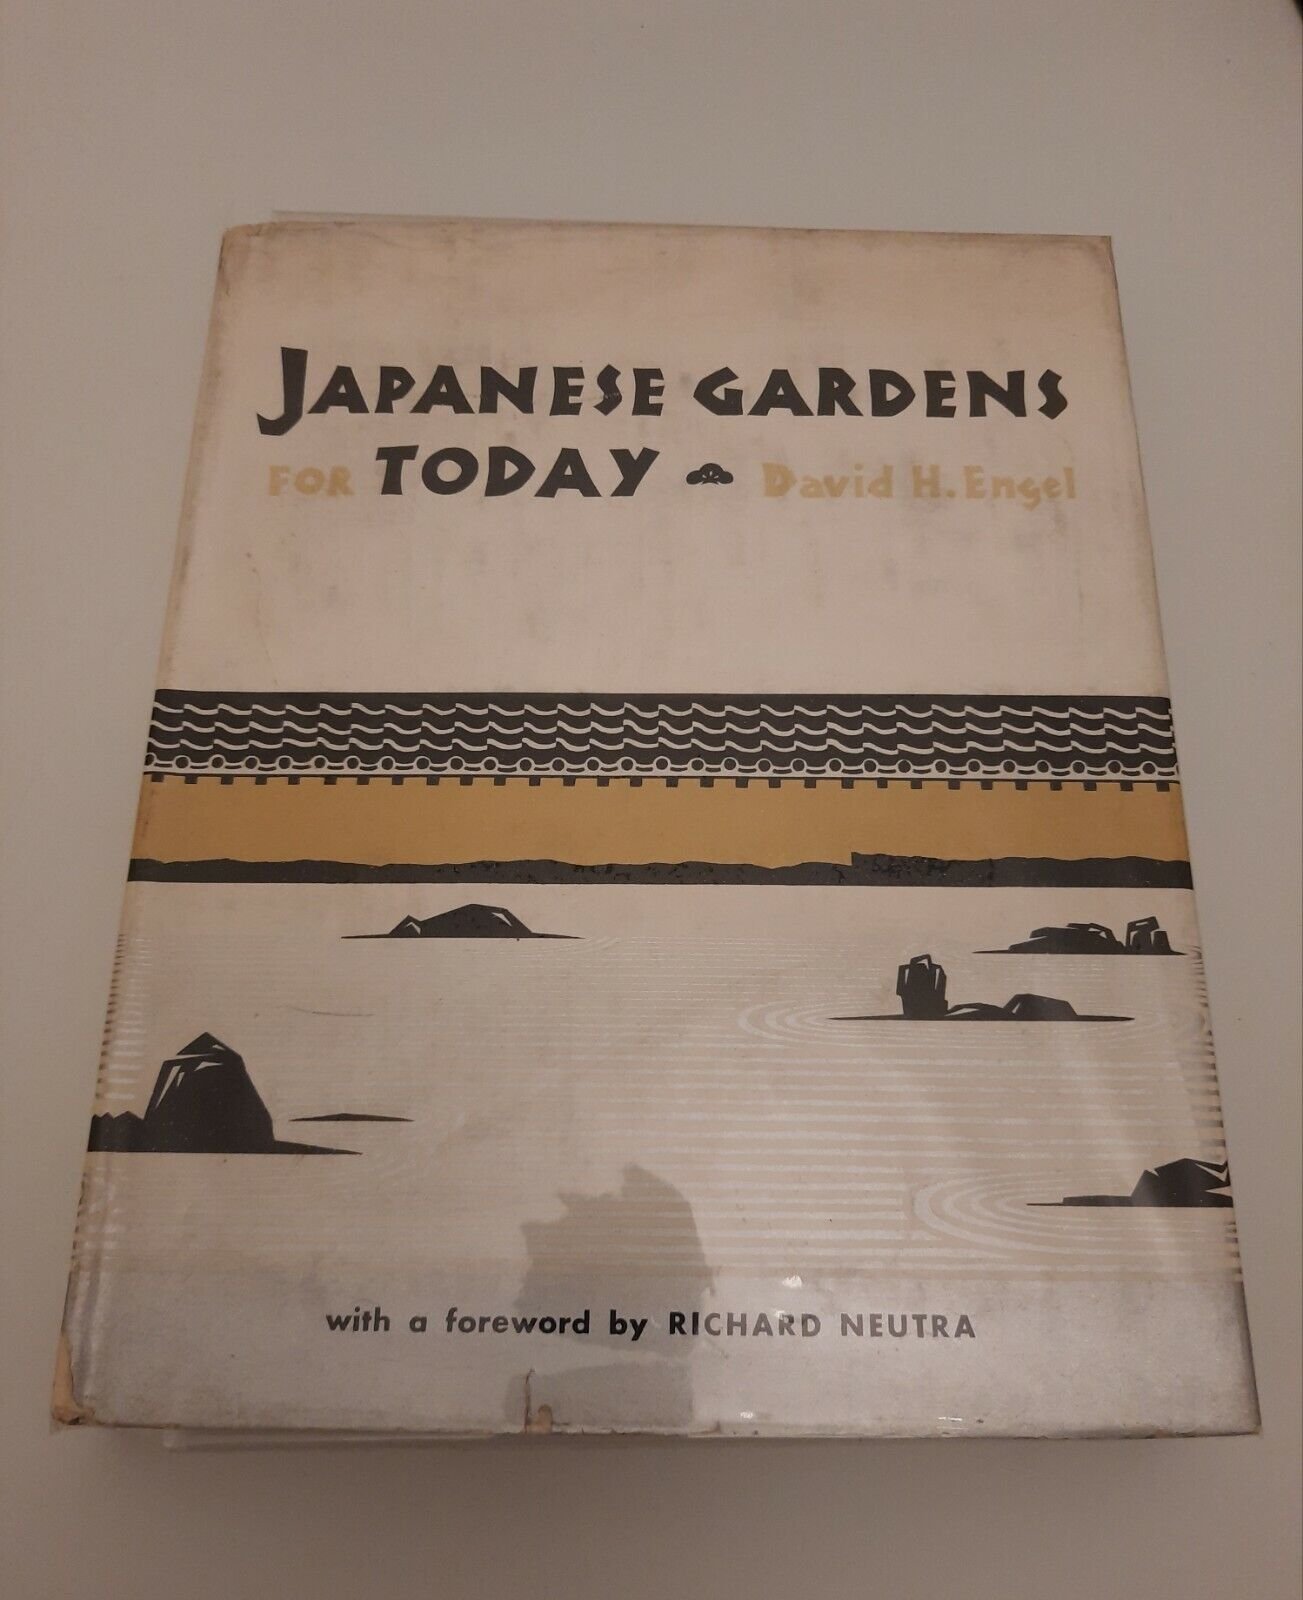 JAPANESE GARDENS
FOR TODAY David H. Engel
with a foreword by RICHARD NEUTRA